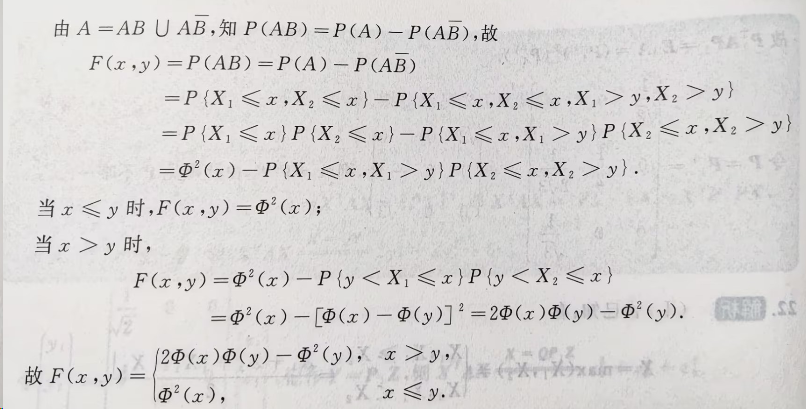 由 A＝AB∪AB̅,知 P(AB)＝P(A)－P(AB̅),故
F(x,y)＝P(AB)＝P(A)－P(AB̅)
＝P{X₁≤x,X₂≤x}－P{X₁≤x,X₂≤x,X₁＞y,X₂＞y}
＝P{X₁≤x}P{X₂≤x}－P{X₁≤x,X₁＞y}P{X₂≤x,X₂＞y}
＝Φ²(x)－P{X₁≤x,X₁＞y}P{X₂≤x,X₂＞y}.
当 x≤y 时,F(x,y)＝Φ²(x);
当 x＞y 时,
F(x,y)＝Φ²(x)－P{y＜X₁≤x}P{y＜X₂≤x}
＝Φ²(x)－[Φ(x)－Φ(y)]²＝2Φ(x)Φ(y)－Φ²(y).
故 F(x,y)＝{2Φ(x)Φ(y)－Φ²(y), x＞y,
Φ²(x), x≤y.